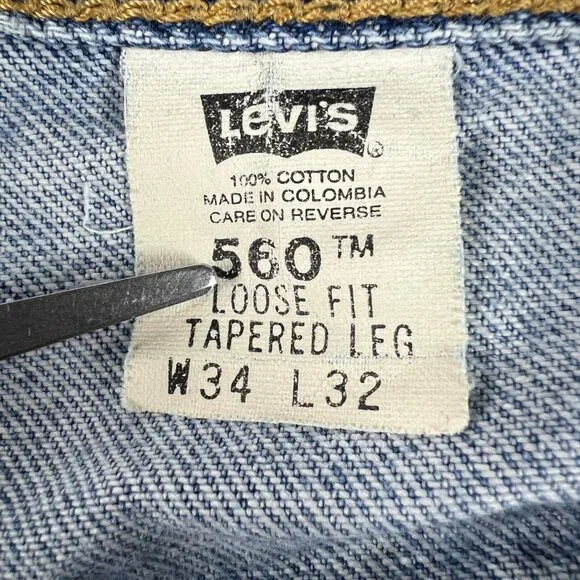 Levi's ®
100% COTTON
MADE IN COLOMBIA
CARE ON REVERSE
560™
LOOSE FIT
TAPERED LEG
W34 L32